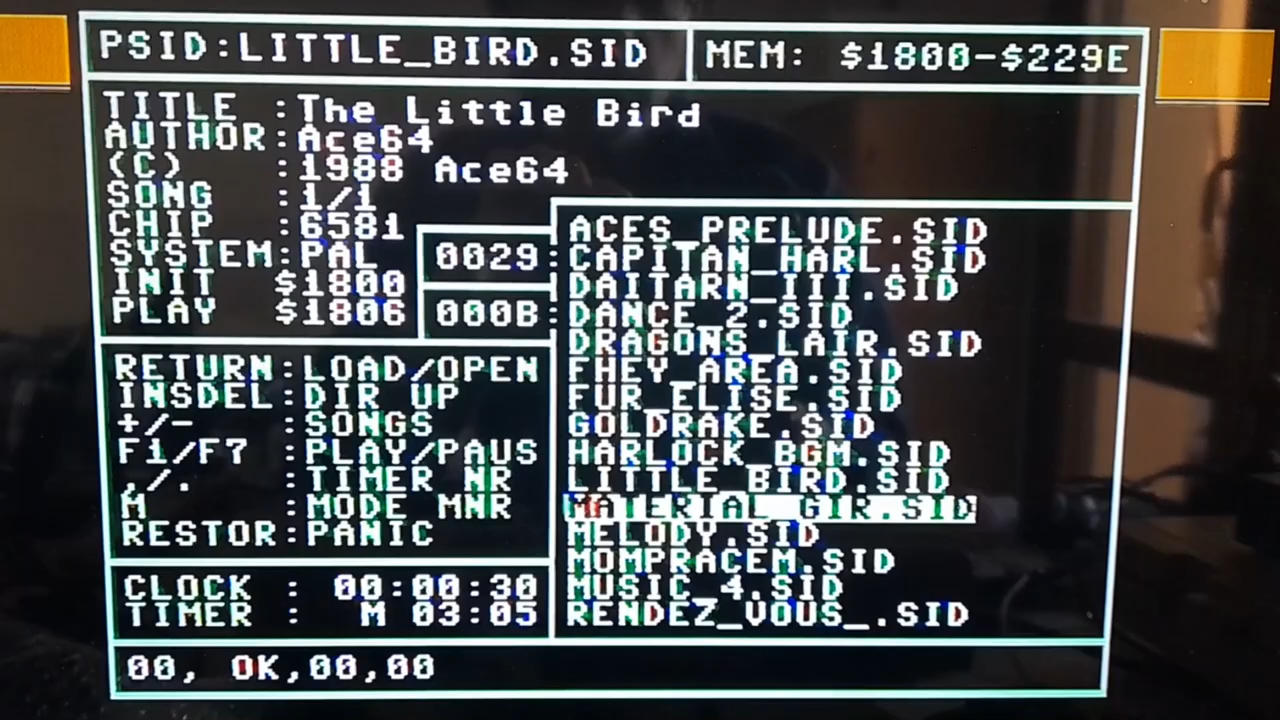 PSID:LITTLE_BIRD.SID
MEM: $1800-$229E
TITLE :The Little Bird
AUTHOR:Ace64
(C) :1988 Ace64
SONG :1/1
CHIP :6581
SYSTEM:PAL
INIT $1800
PLAY $1806
0029:
000B:
ACES_PRELUDE.SID
CAPITAN_HARL.SID
DAITARN_III.SID
DANCE_2.SID
DRAGONS_LAIR.SID
FHEY_AREA.SID
FUR_ELISE.SID
GOLDRAKE.SID
HARLOCK_BGM.SID
LITTLE_BIRD.SID
MATERIAL_GIR.SID
MELODY.SID
MOMPRACEM.SID
MUSIC_4.SID
RENDEZ_VOUS_.SID
RETURN:LOAD/OPEN
INSDEL:DIR UP
+/- :SONGS
F1/F7 :PLAY/PAUS
,/. :TIMER NR
M :MODE MNR
RESTOR:PANIC
CLOCK : 00:00:30
TIMER : M 03:05
00, OK,00,00